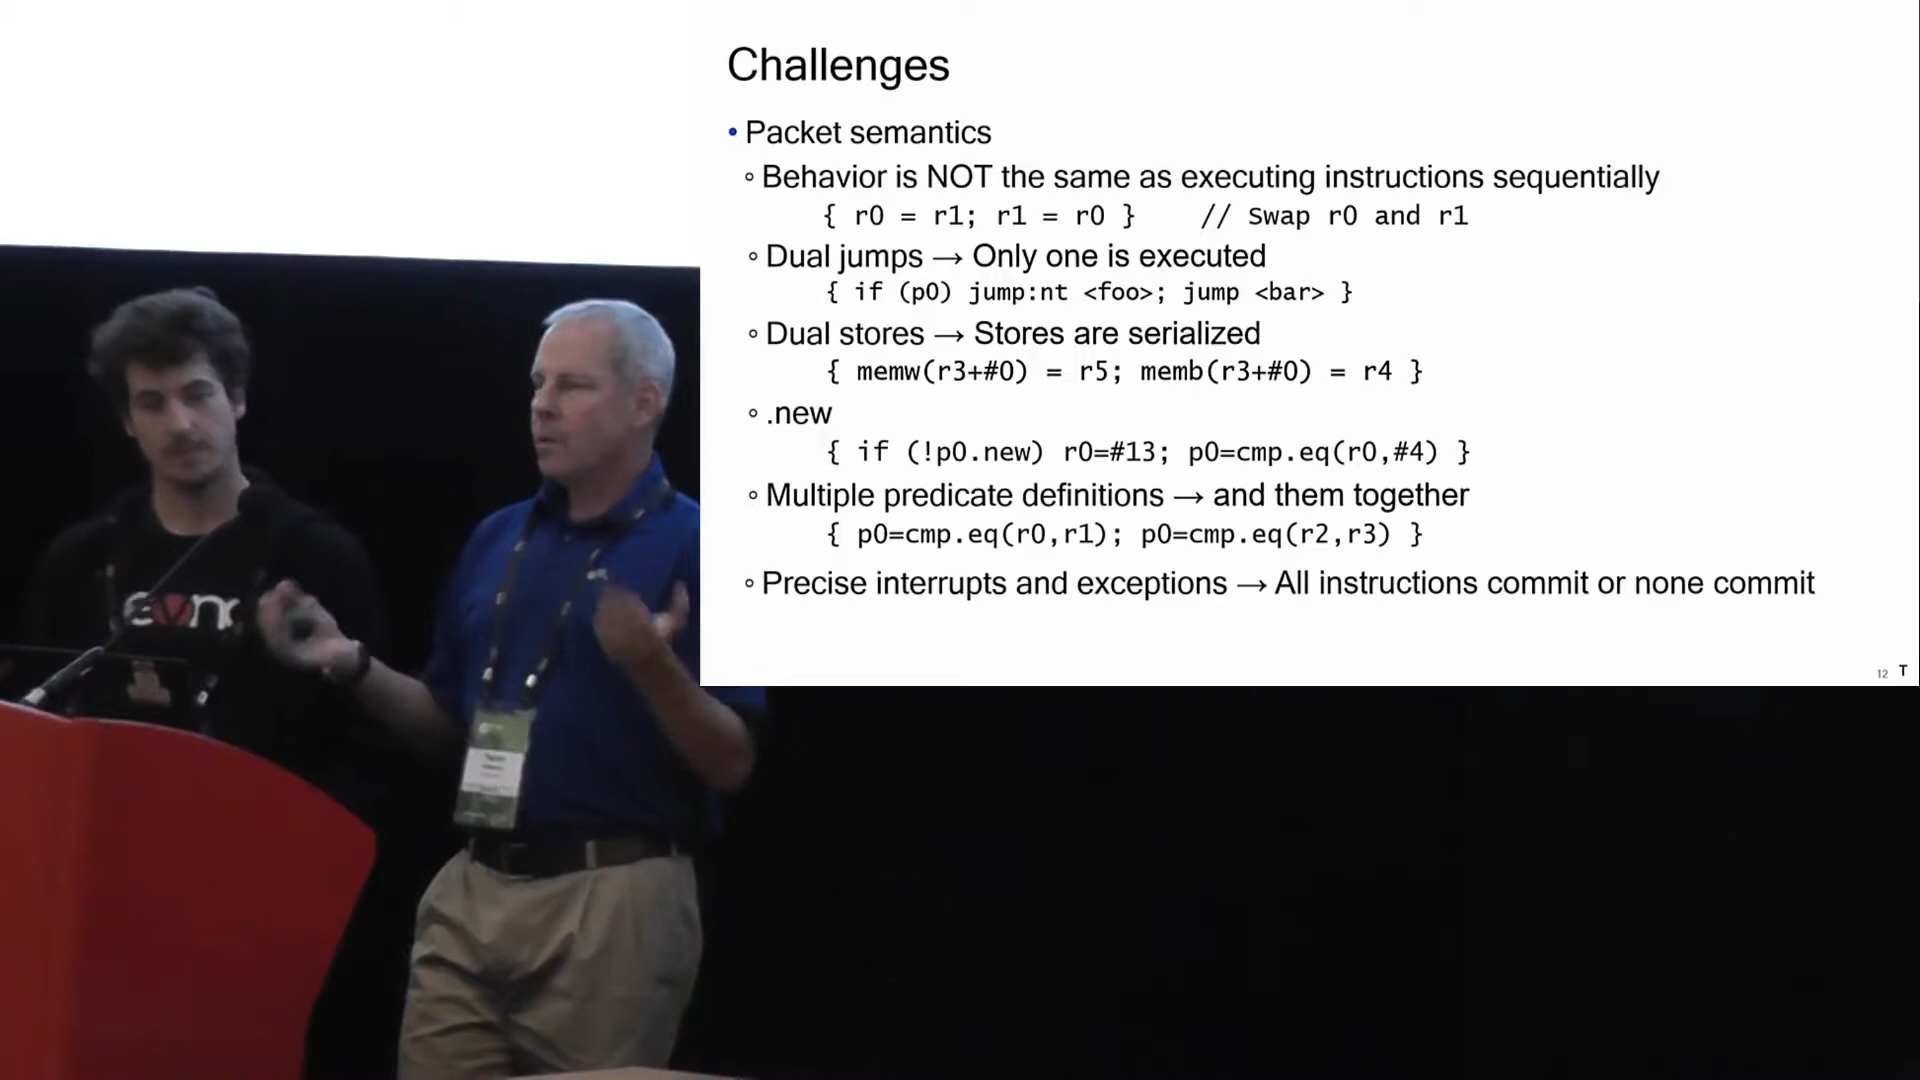 Challenges
• Packet semantics
◦ Behavior is NOT the same as executing instructions sequentially
{ r0 = r1; r1 = r0 } // Swap r0 and r1
◦ Dual jumps → Only one is executed
{ if (p0) jump:nt <foo>; jump <bar> }
◦ Dual stores → Stores are serialized
{ memw(r3+#0) = r5; memb(r3+#0) = r4 }
◦ .new
{ if (!p0.new) r0=#13; p0=cmp.eq(r0,#4) }
◦ Multiple predicate definitions → and them together
{ p0=cmp.eq(r0,r1); p0=cmp.eq(r2,r3) }
◦ Precise interrupts and exceptions → All instructions commit or none commit
12 T